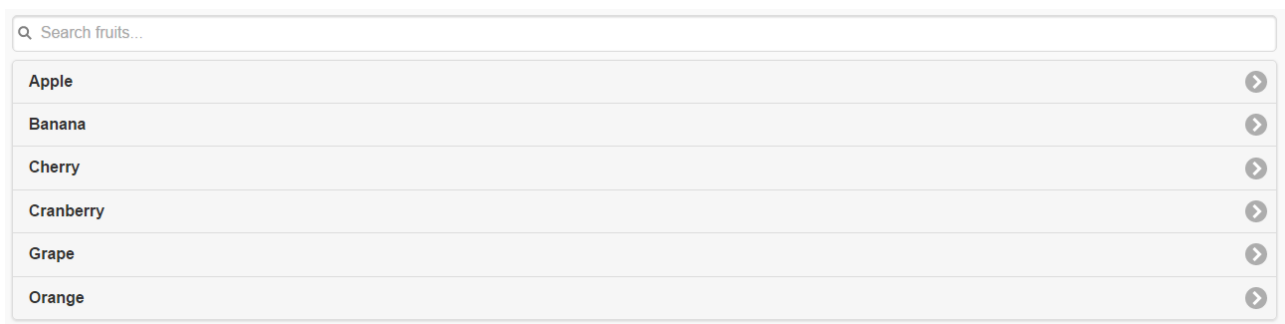 Search fruits...
Apple
Banana
Cherry
Cranberry
Grape
Orange